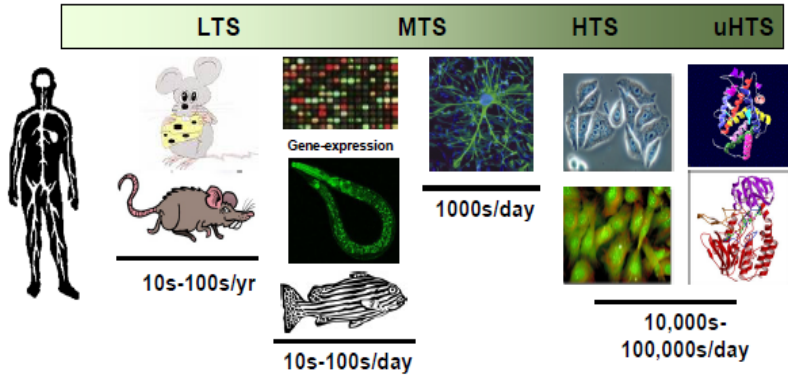 LTS MTS HTS uHTS
Gene-expression
1000s/day
10s-100s/yr
10s-100s/day
10,000s-
100,000s/day